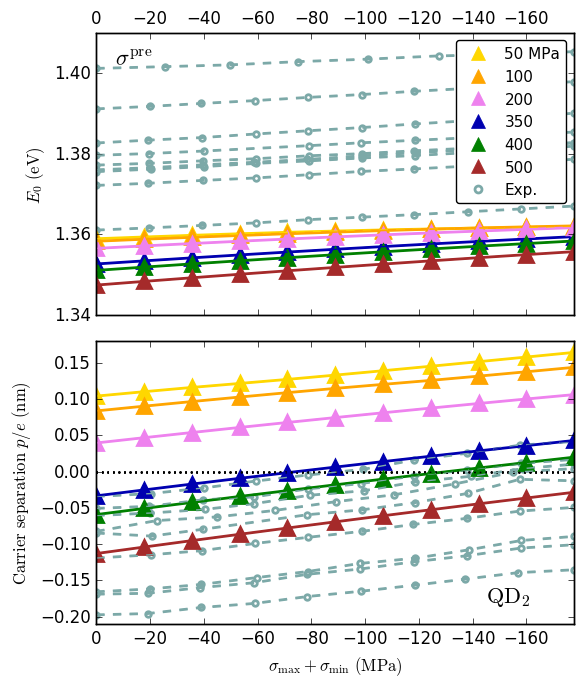 0 −20 −40 −60 −80 −100 −120 −140 −160
σ^pre
50 MPa
100
200
350
400
500
Exp.
1.40
1.38
1.36
1.34
E₀ (eV)
0.15
0.10
0.05
0.00
−0.05
−0.10
−0.15
−0.20
Carrier separation p/e (nm)
QD₂
0 −20 −40 −60 −80 −100 −120 −140 −160
σ_max + σ_min (MPa)